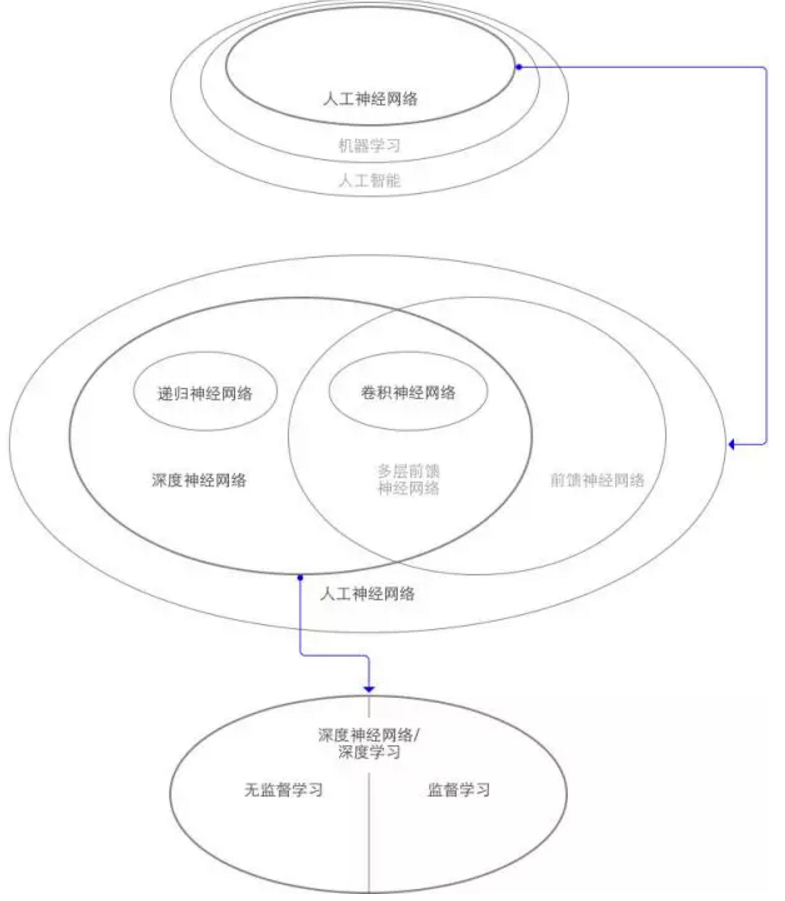 人工神经网络
机器学习
人工智能
递归神经网络
卷积神经网络
深度神经网络
多层前馈
神经网络
前馈神经网络
人工神经网络
深度神经网络/
深度学习
无监督学习
监督学习